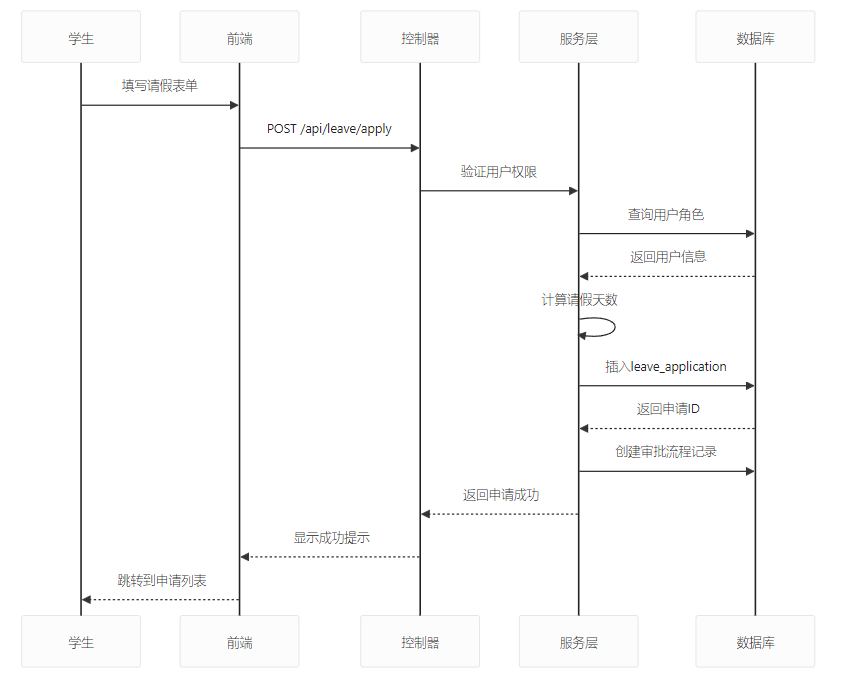 学生
前端
控制器
服务层
数据库
填写请假表单
POST /api/leave/apply
验证用户权限
查询用户角色
返回用户信息
计算请假天数
插入leave_application
返回申请ID
创建审批流程记录
返回申请成功
显示成功提示
跳转到申请列表
学生
前端
控制器
服务层
数据库